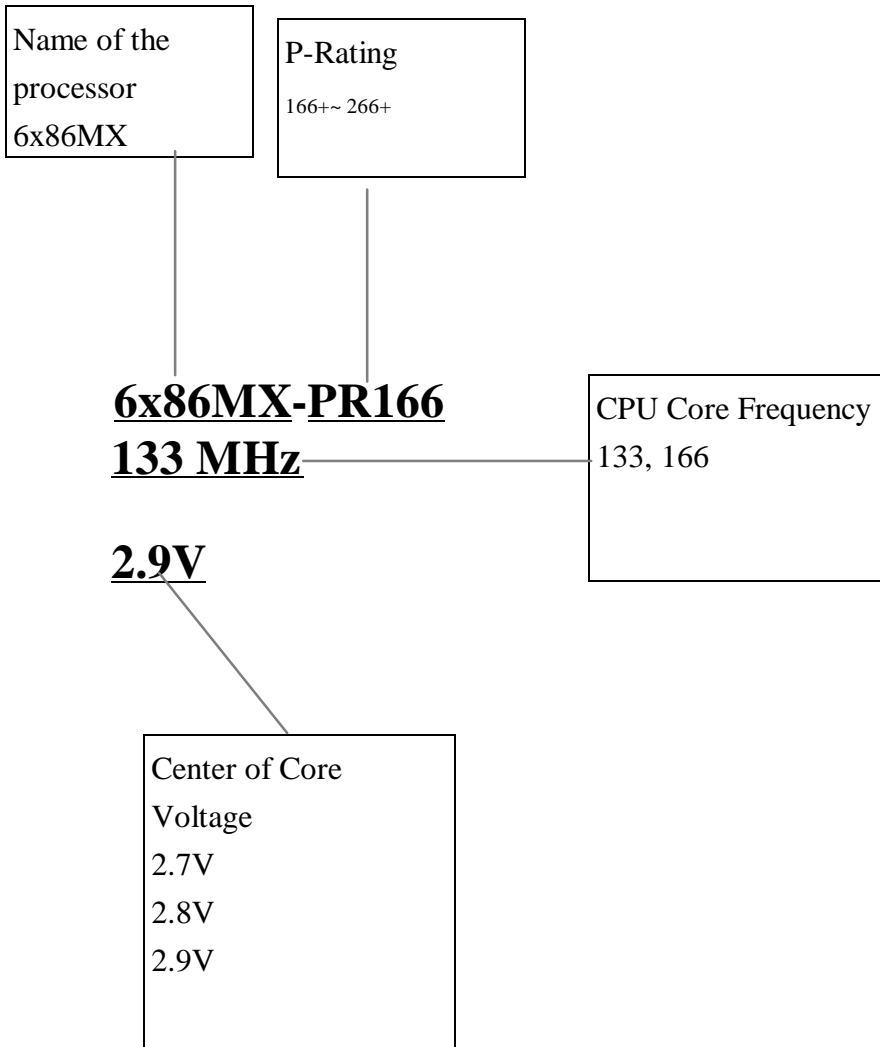 Name of the
processor
6x86MX
P-Rating
166+~ 266+
6x86MX-PR166
133 MHz
2.9V
CPU Core Frequency
133, 166
Center of Core
Voltage
2.7V
2.8V
2.9V